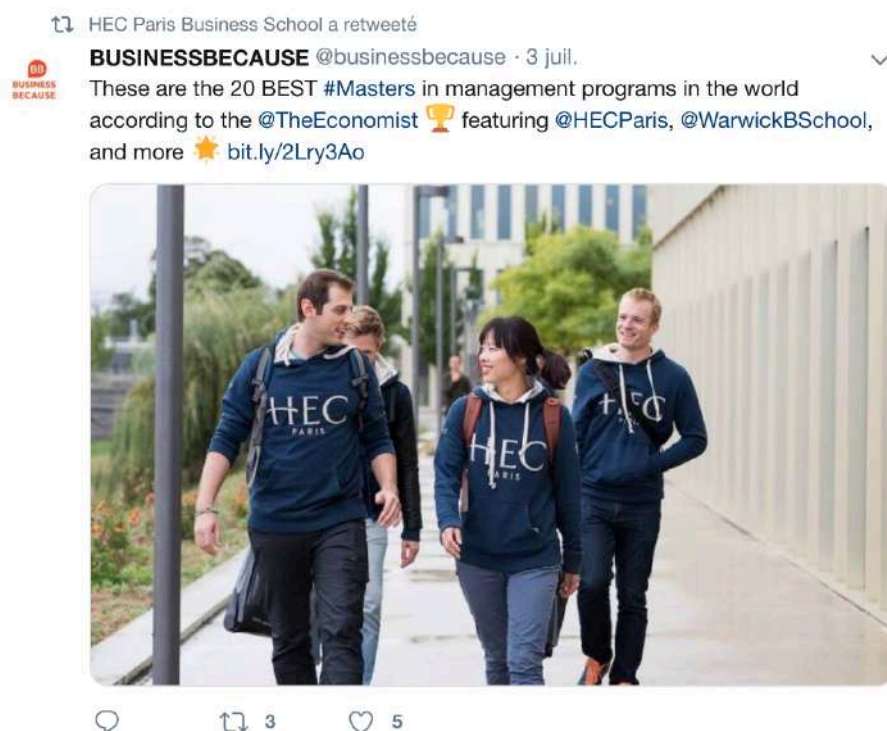 HEC Paris Business School a retweeté
BUSINESSBECAUSE @businessbecause · 3 juil.
BB
BUSINESS
BECAUSE
These are the 20 BEST #Masters in management programs in the world
according to the @TheEconomist 🏆 featuring @HECParis, @WarwickBSchool,
and more 🌟 bit.ly/2Lry3Ao
HEC
PARIS
HEC
PARIS
HEC
PARIS
3 5